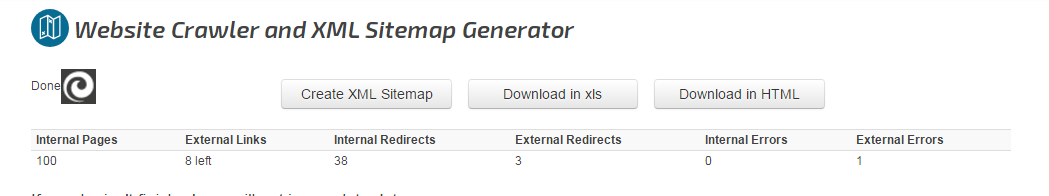 Website Crawler and XML Sitemap Generator
Done
Create XML Sitemap Download in xls Download in HTML
Internal Pages External Links Internal Redirects External Redirects Internal Errors External Errors
100 8 left 38 3 0 1